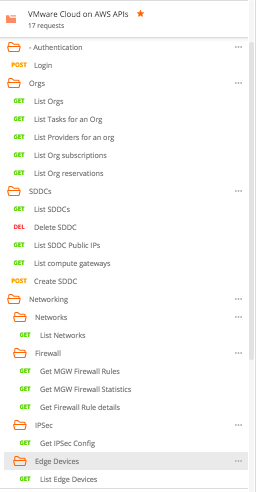 VMware Cloud on AWS APIs
17 requests
- Authentication
POST Login
Orgs
GET List Orgs
GET List Tasks for an Org
GET List Providers for an org
GET List Org subscriptions
GET List Org reservations
SDDCs
GET List SDDCs
DEL Delete SDDC
GET List SDDC Public IPs
GET List compute gateways
POST Create SDDC
Networking
Networks
GET List Networks
Firewall
GET Get MGW Firewall Rules
GET Get MGW Firewall Statistics
GET Get Firewall Rule details
IPSec
GET Get IPSec Config
Edge Devices
GET List Edge Devices